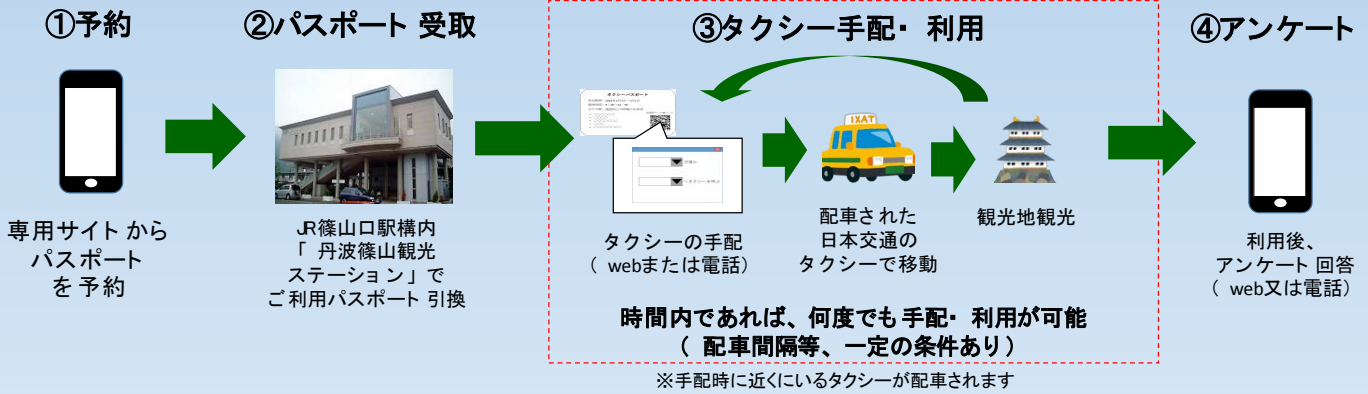 ①予約
②パスポート 受取
③タクシー手配・ 利用
④アンケート
専用サイト から
パスポート
を 予約
JR篠山口駅構内
「 丹波篠山観光
ステーショ ン」 で
ご 利用パスポート 引換
タクシーパスポート
タクシーの手配
( webまたは電話)
IXAT
配車された
日本交通の
タクシーで移動
観光地観光
時間内であれば、何度でも 手配・ 利用が可能
( 配車間隔等、一定の条件あり )
※手配時に近くにいるタクシーが配車されます
利用後、
アンケート 回答
( web又は電話)